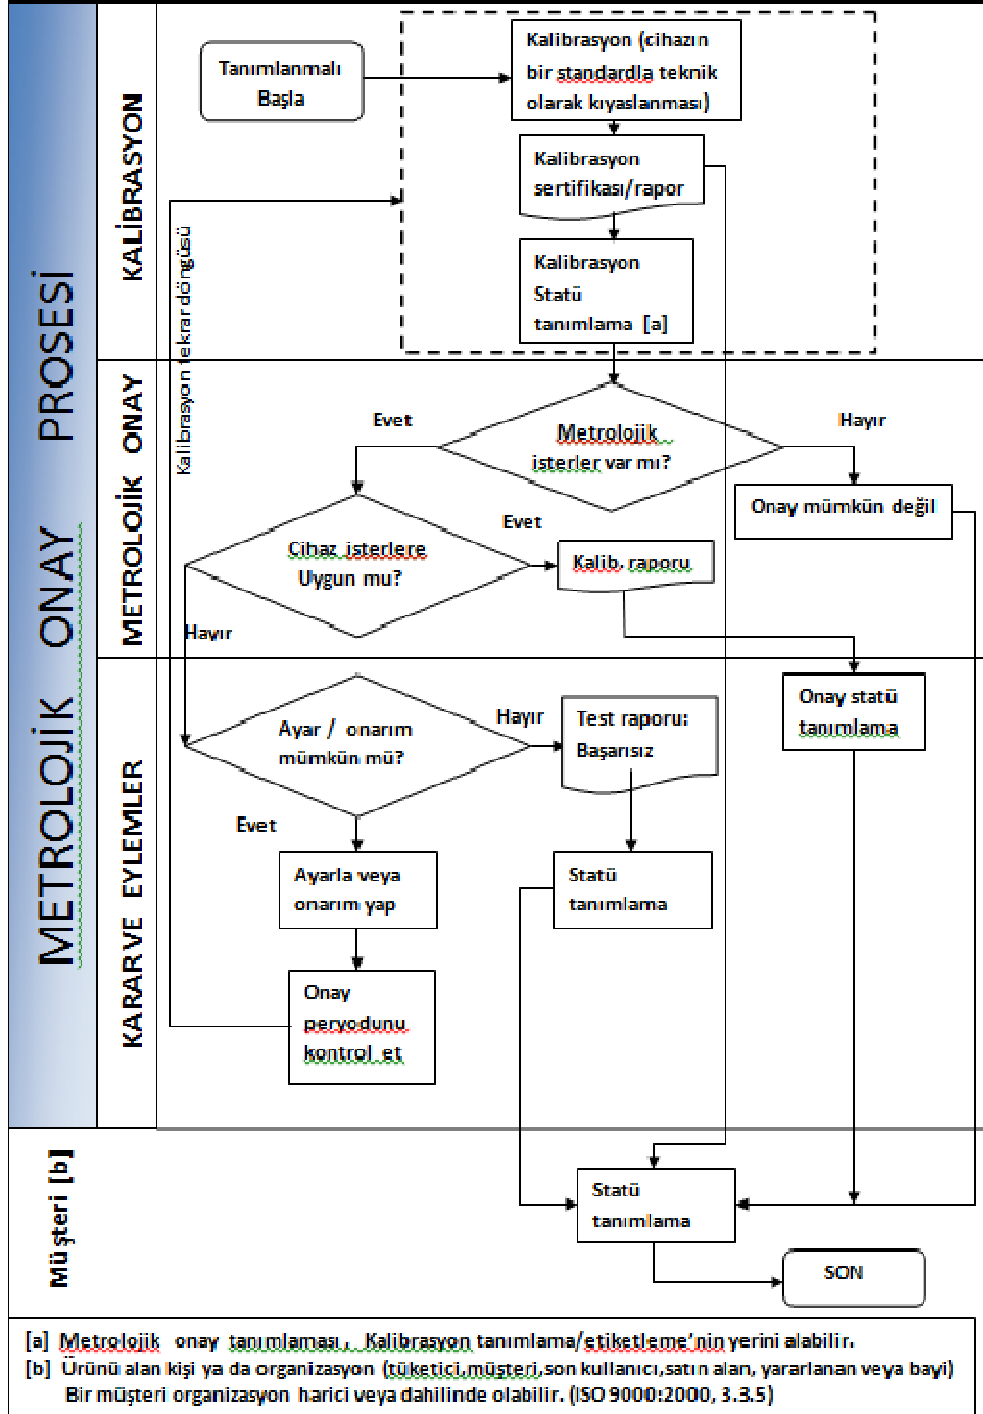 METROLOJİK ONAY PROSESİ
KALİBRASYON
Tanımlanmalı
Başla
Kalibrasyon (cihazın
bir standardla teknik
olarak kıyaslanması)
Kalibrasyon
sertifikası/rapor
Kalibrasyon
Statü
tanımlama [a]
Kalibrasyon tekrar döngüsü
METROLOJİK ONAY
Evet
Metrolojik
isterler var mı?
Hayır
Onay mümkün değil
Cihaz isterlere
Uygun mu?
Evet
Kalib. raporu
Hayır
KARAR VE EYLEMLER
Ayar / onarım
mümkün mü?
Hayır
Test raporu:
Başarısız
Onay statü
tanımlama
Evet
Ayarla veya
onarım yap
Statü
tanımlama
Onay
peryodunu
kontrol et
Müşteri [b]
Statü
tanımlama
SON
[a] Metrolojik onay tanımlaması, Kalibrasyon tanımlama/etiketleme'nin yerini alabilir.
[b] Ürünü alan kişi ya da organizasyon (tüketici,müşteri,son kullanıcı,satın alan, yararlanan veya bayi)
Bir müşteri organizasyon harici veya dahilinde olabilir. (ISO 9000:2000, 3.3.5)